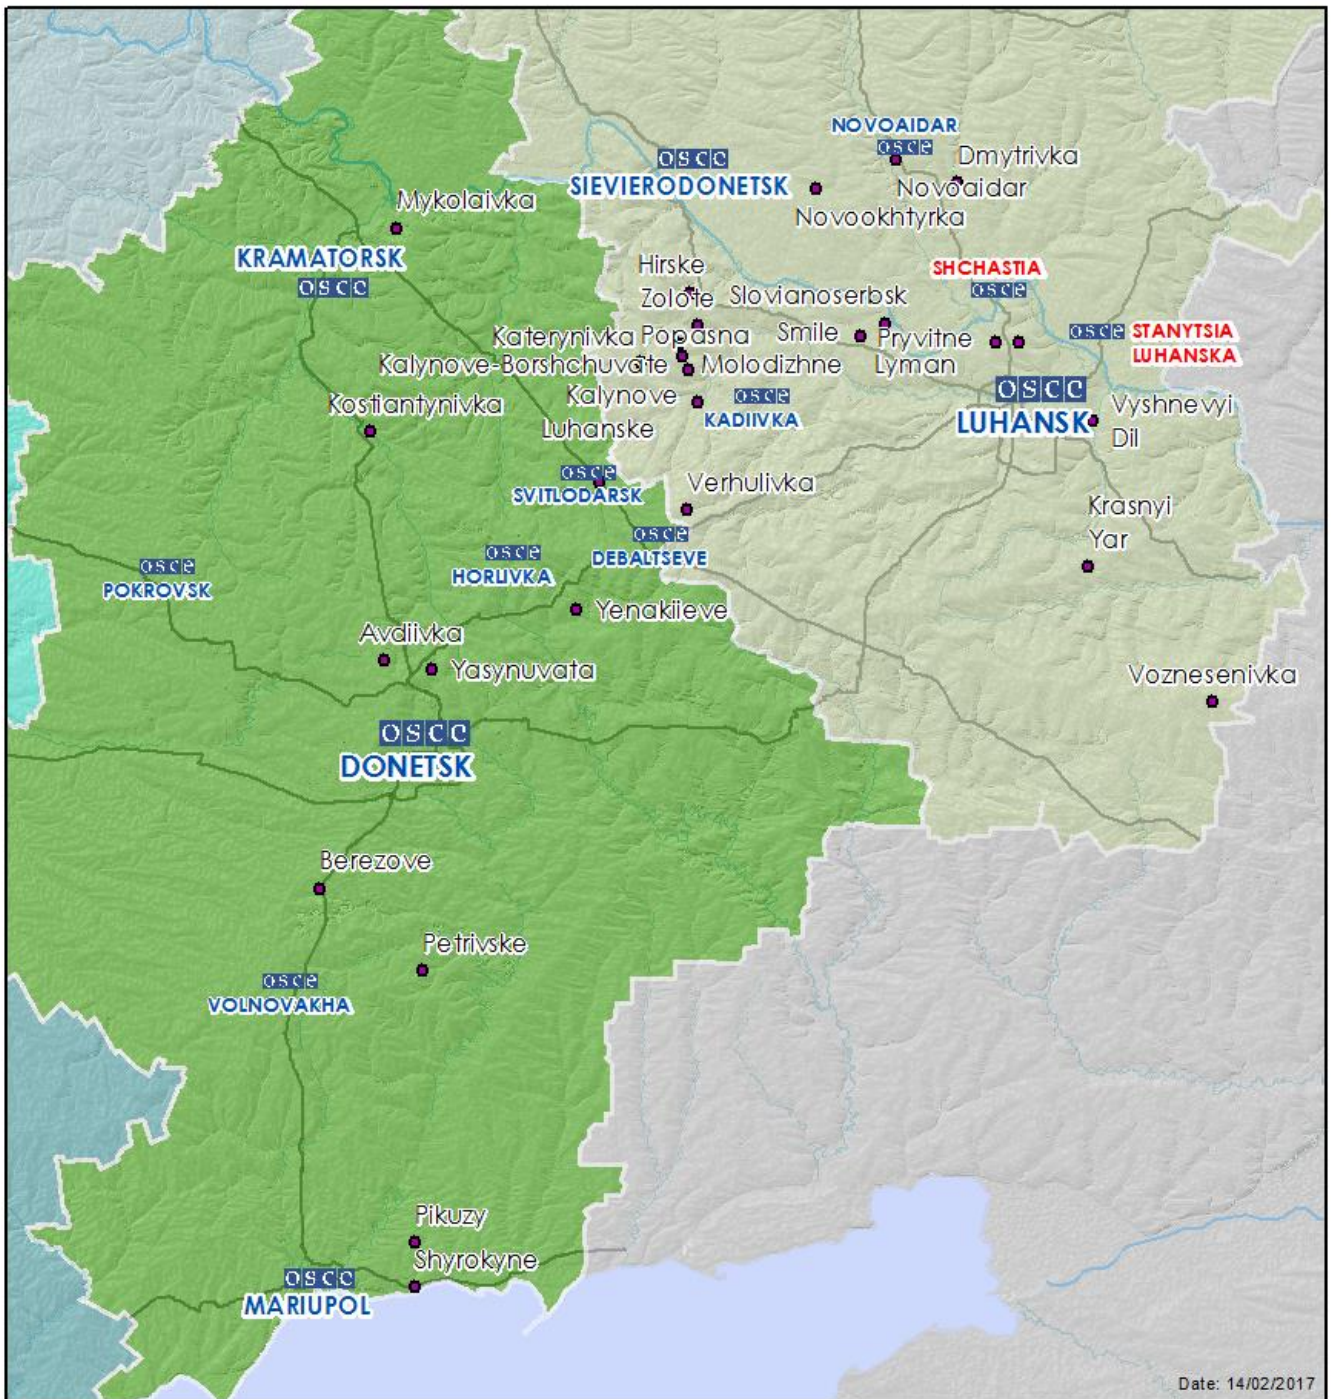 NOVOAIDAR
osce
Dmytrivka
osce
SIEVIERODONETSK
Novoaidar
Novookhtyrka
Mykolaivka
KRAMATORSK
osce
Hirske
SHCHASTIA
osce
Zolote
Slovianoserbsk
Katerynivka
Popasna
Smile
Pryvitne
osce
STANYTSIA
LUHANSKA
Kalynove-Borshchuvate
Molodizhne
Lyman
Kalynove
osce
KADIIVKA
osce
LUHANSK
Vyshnevyi
Dil
Kostiantynivka
Luhanske
osce
SVITLODARSK
Verhulivka
Krasnyi
Yar
osce
DEBALTSEVE
osce
HORLIVKA
osce
POKROVSK
Yenakiieve
Avdiivka
Yasynuvata
Voznesenivka
osce
DONETSK
Berezove
Petrivske
osce
VOLNOVAKHA
Pikuzy
Shyrokyne
osce
MARIUPOL
Date: 14/02/2017